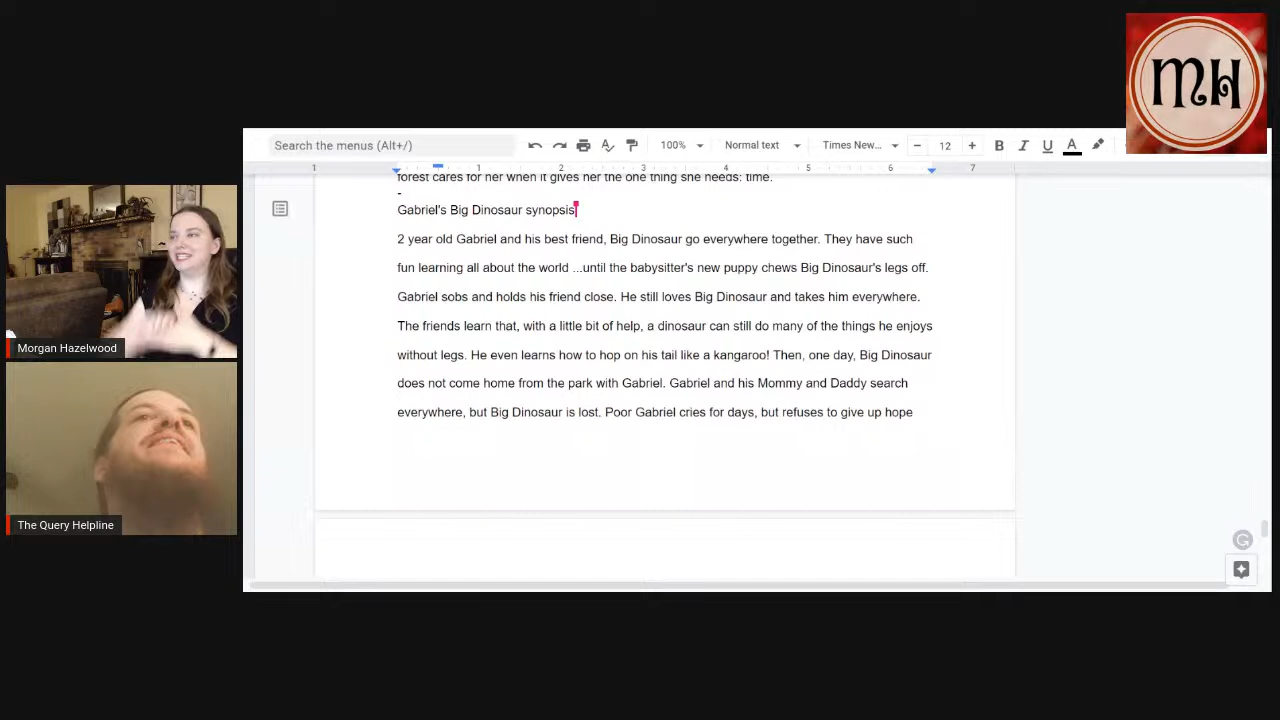 MH
Search the menus (Alt+/)
100%
Normal text
Times New...
12
B
I
U
A
1
1
2
3
4
5
6
7
forest cares for her when it gives her the one thing she needs: time.
-
Gabriel's Big Dinosaur synopsis
2 year old Gabriel and his best friend, Big Dinosaur go everywhere together. They have such
fun learning all about the world ...until the babysitter's new puppy chews Big Dinosaur's legs off.
Gabriel sobs and holds his friend close. He still loves Big Dinosaur and takes him everywhere.
The friends learn that, with a little bit of help, a dinosaur can still do many of the things he enjoys
without legs. He even learns how to hop on his tail like a kangaroo! Then, one day, Big Dinosaur
does not come home from the park with Gabriel. Gabriel and his Mommy and Daddy search
everywhere, but Big Dinosaur is lost. Poor Gabriel cries for days, but refuses to give up hope
Morgan Hazelwood
The Query Helpline